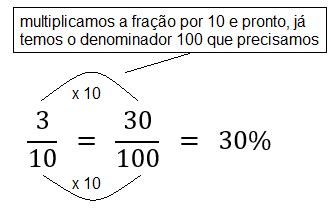 multiplicamos a fração por 10 e pronto, já
temos o denominador 100 que precisamos
x 10
3/10 = 30/100 = 30%
x 10